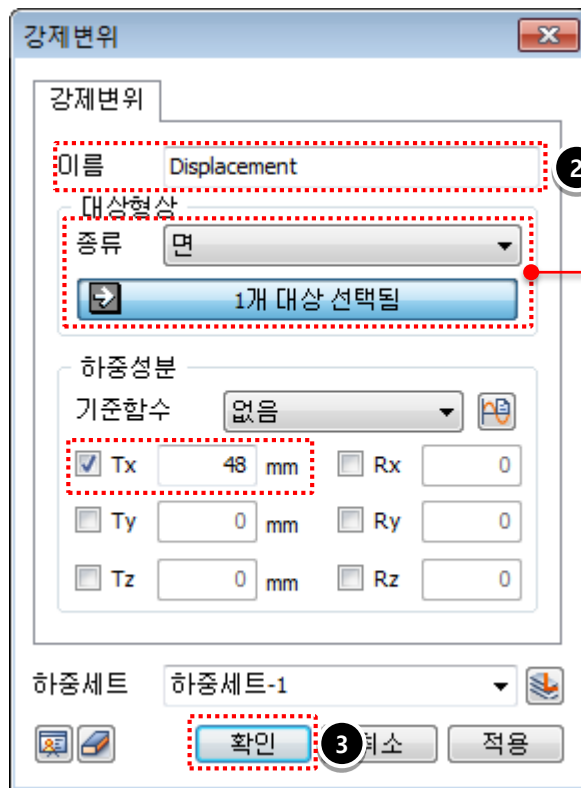 강제변위
강제변위
이름 Displacement
2
대상형상
종류 면
1개 대상 선택됨
하중성분
기준함수 없음
Tx 48 mm Rx 0
Ty 0 mm Ry 0
Tz 0 mm Rz 0
하중세트 하중세트-1
확인 3 적용